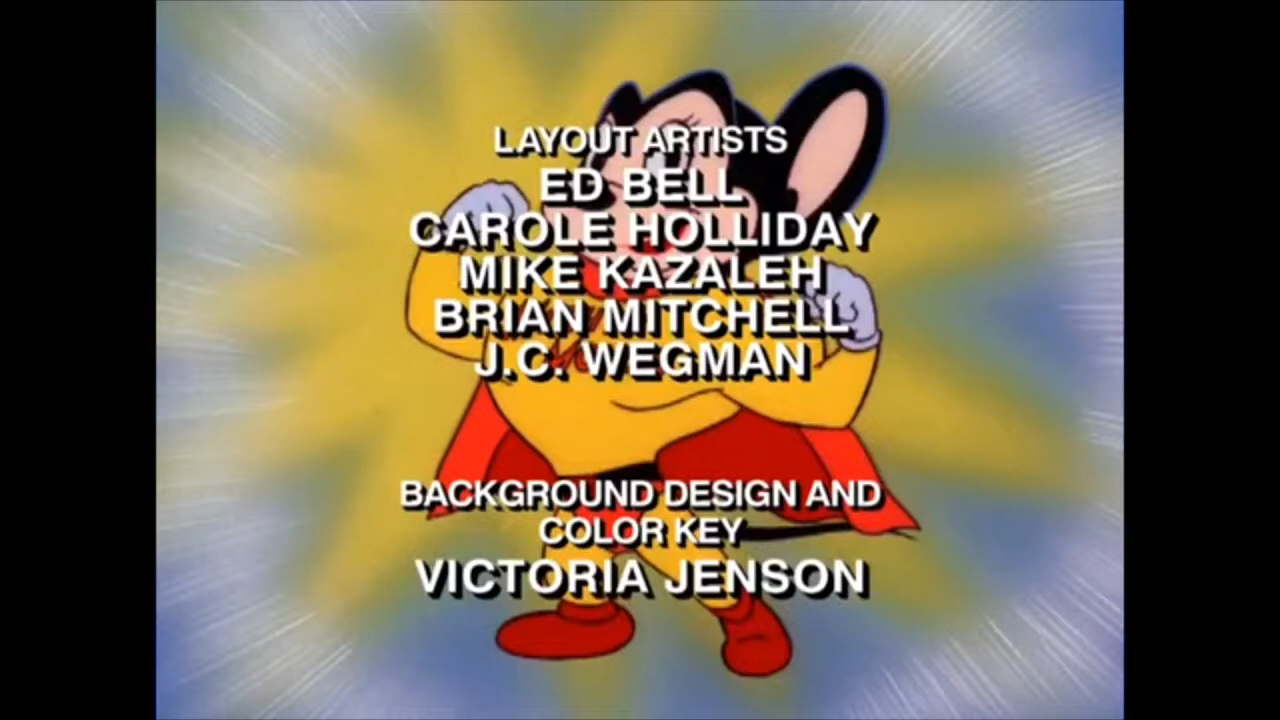 LAYOUT ARTISTS
ED BELL
CAROLE HOLLIDAY
MIKE KAZALEH
BRIAN MITCHELL
J.C. WEGMAN
BACKGROUND DESIGN AND
COLOR KEY
VICTORIA JENSON